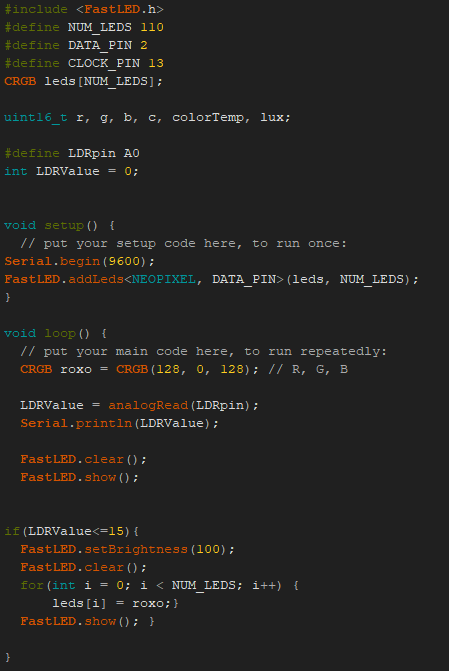 #include <FastLED.h>
#define NUM_LEDS 110
#define DATA_PIN 2
#define CLOCK_PIN 13
CRGB leds[NUM_LEDS];
uint16_t r, g, b, c, colorTemp, lux;
#define LDRpin A0
int LDRValue = 0;
void setup() {
  // put your setup code here, to run once:
Serial.begin(9600);
FastLED.addLeds<NEOPIXEL, DATA_PIN>(leds, NUM_LEDS);
}
void loop() {
  // put your main code here, to run repeatedly:
  CRGB roxo = CRGB(128, 0, 128); // R, G, B
  LDRValue = analogRead(LDRpin);
  Serial.println(LDRValue);
  FastLED.clear();
  FastLED.show();
if(LDRValue<=15){
  FastLED.setBrightness(100);
  FastLED.clear();
  for(int i = 0; i < NUM_LEDS; i++) {
      leds[i] = roxo;}
  FastLED.show(); }
}